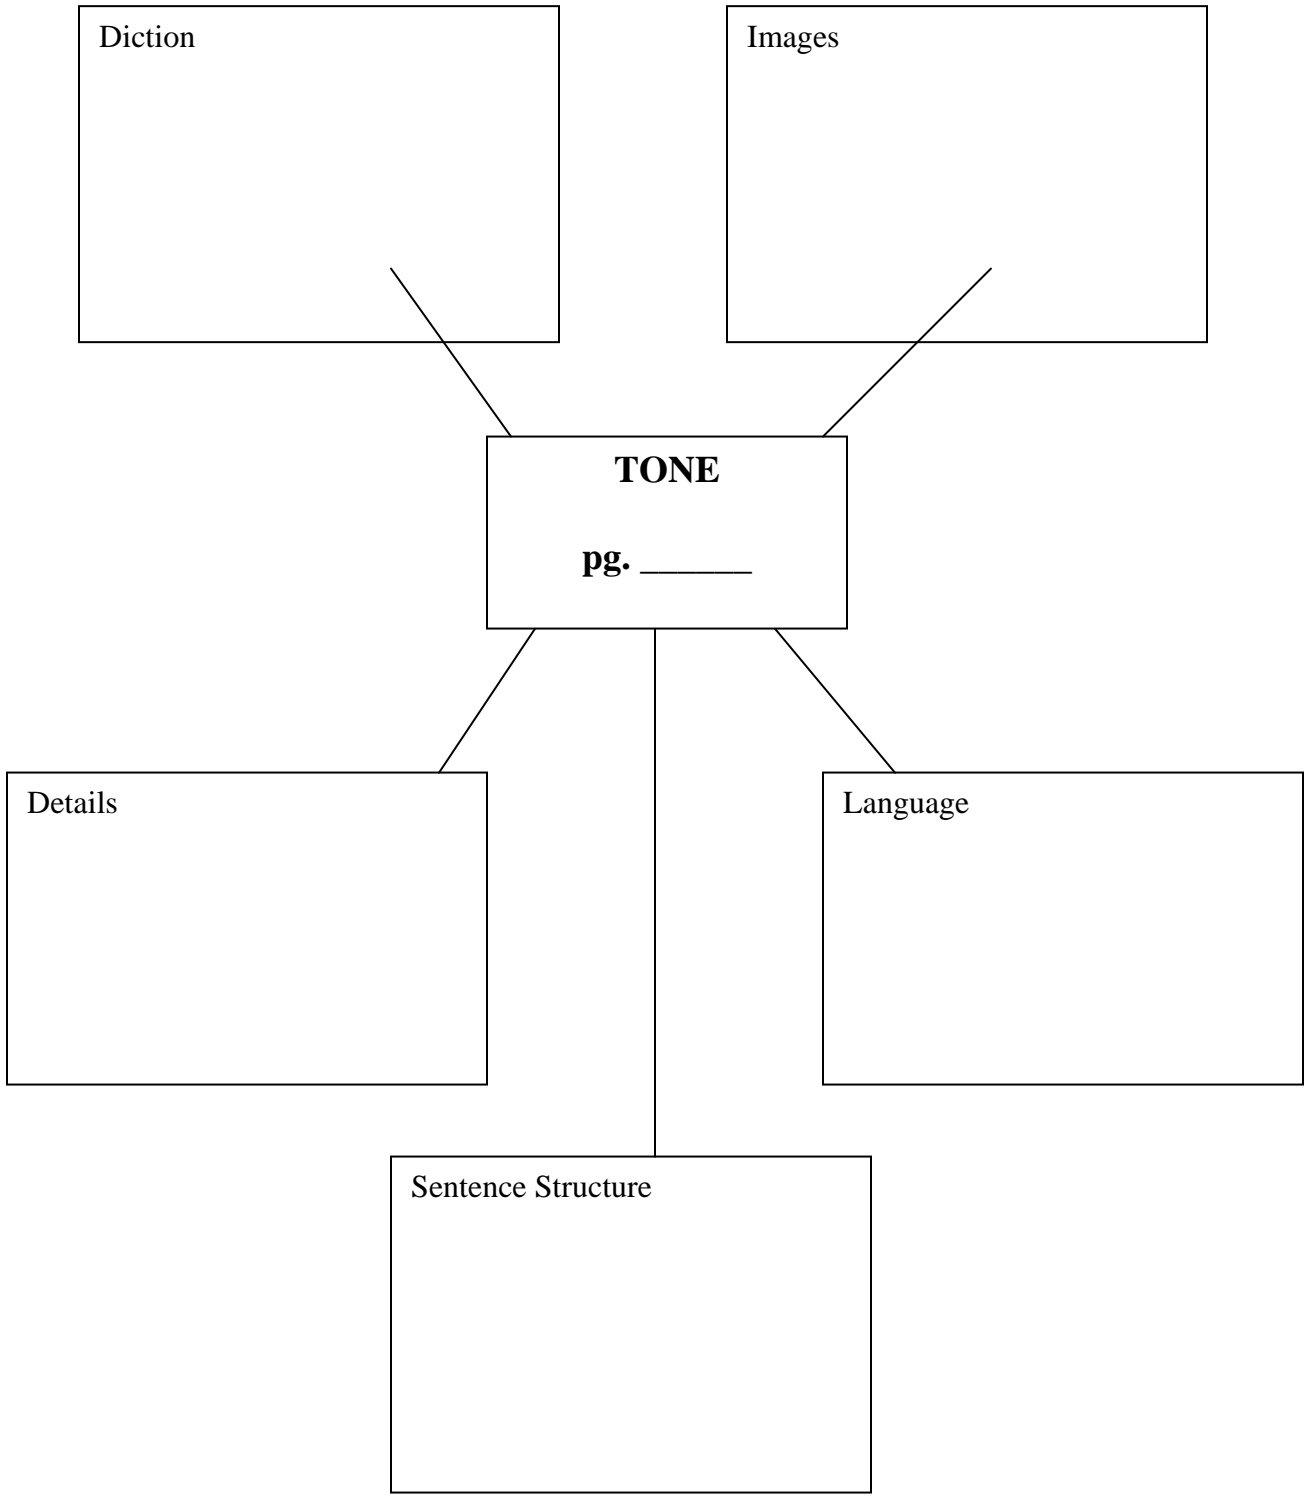 Diction
Images
TONE
pg. ______
Details
Language
Sentence Structure